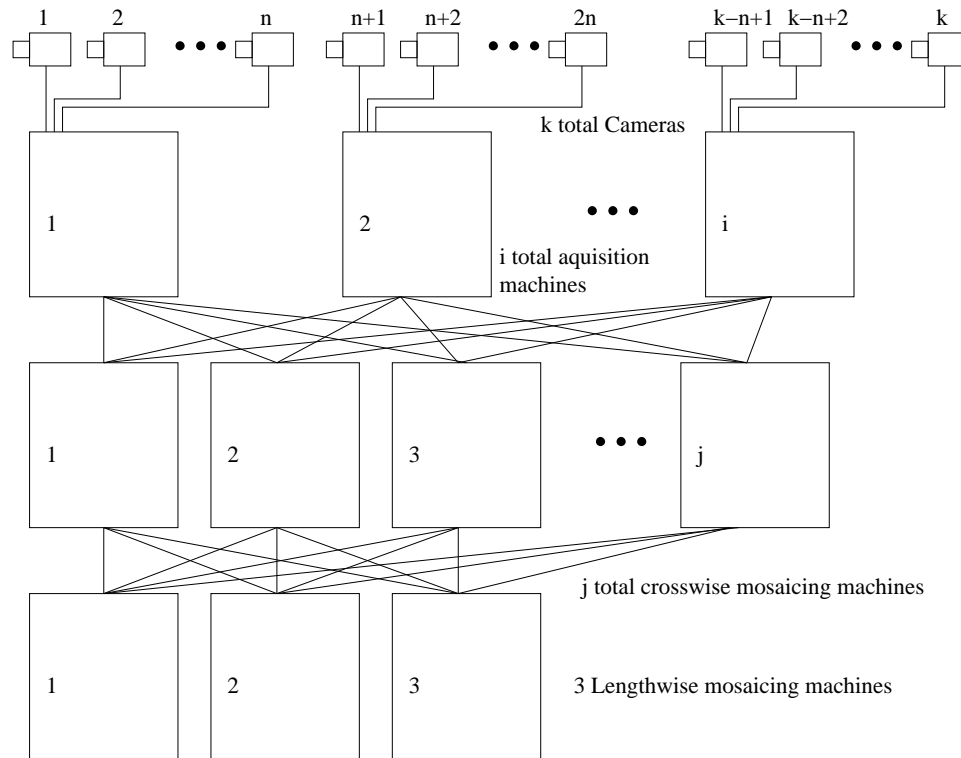 1 2 n n+1 n+2 2n k−n+1 k−n+2 k
k total Cameras
1 2 i
i total aquisition
machines
1 2 3 j
j total crosswise mosaicing machines
1 2 3
3 Lengthwise mosaicing machines